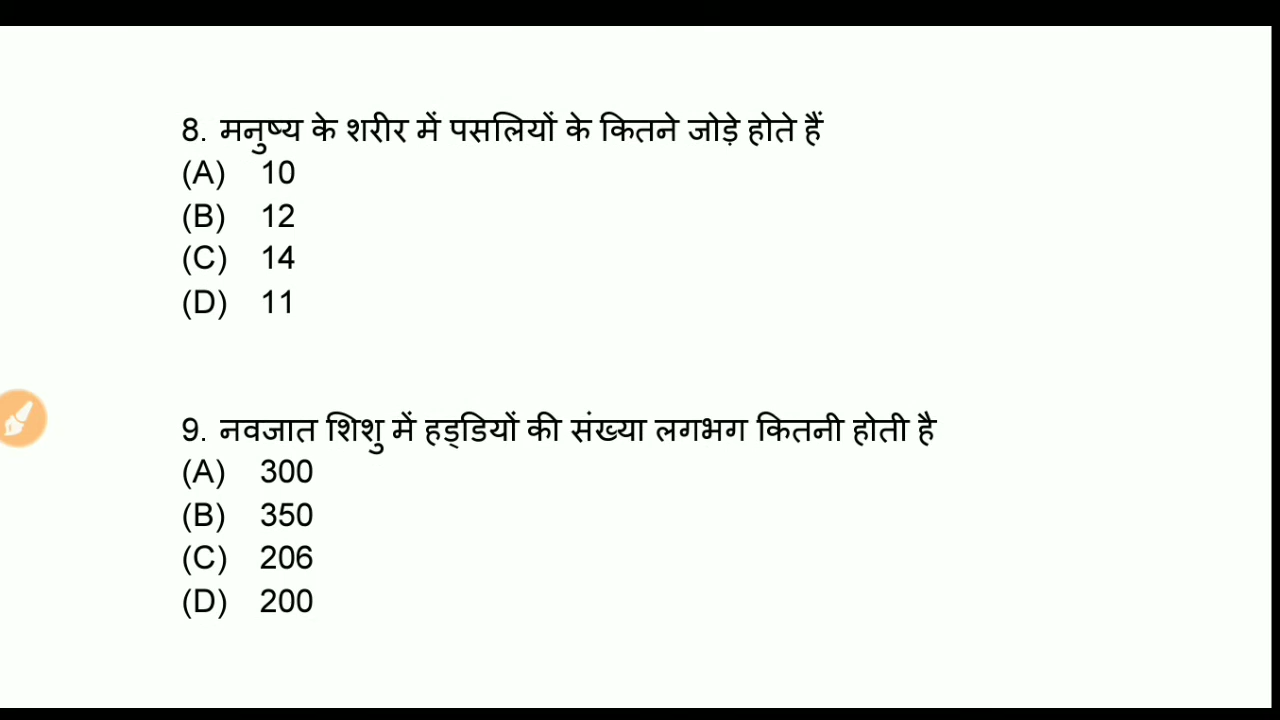 8. मनुष्य के शरीर में पसलियों के कितने जोड़े होते हैं
(A) 10
(B) 12
(C) 14
(D) 11
9. नवजात शिशु में हड्डियों की संख्या लगभग कितनी होती है
(A) 300
(B) 350
(C) 206
(D) 200